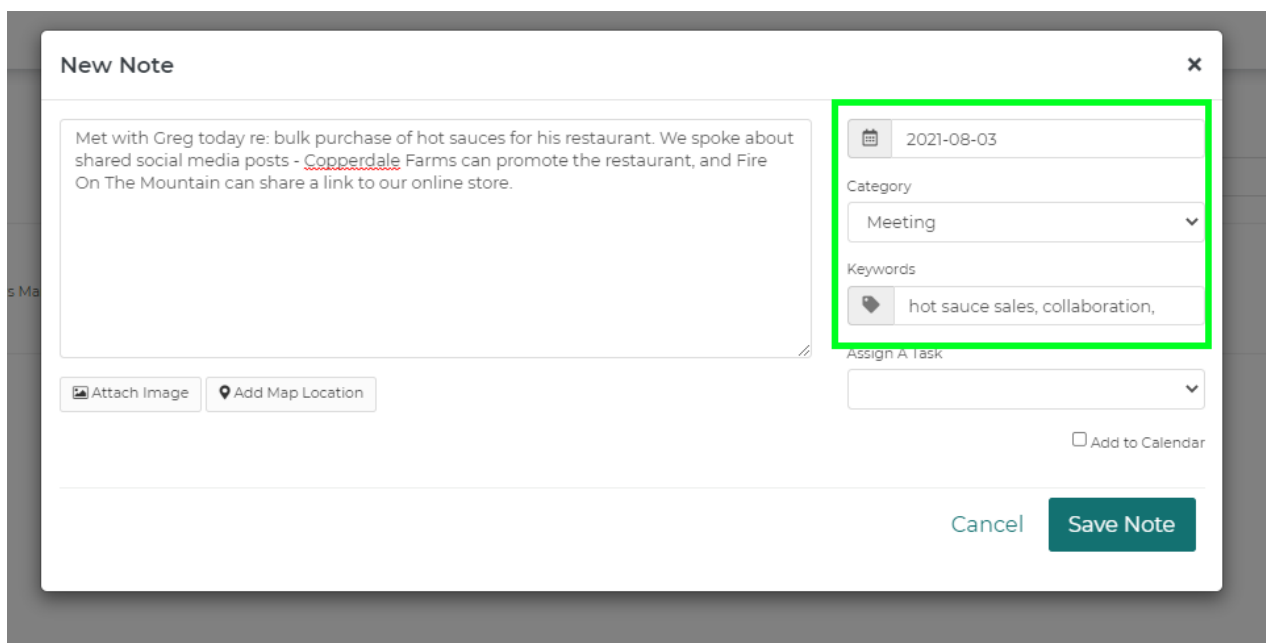 New Note
×
Met with Greg today re: bulk purchase of hot sauces for his restaurant. We spoke about
shared social media posts - Copperdale Farms can promote the restaurant, and Fire
On The Mountain can share a link to our online store.
2021-08-03
Category
Meeting
Keywords
hot sauce sales, collaboration,
Assign A Task
Attach Image
Add Map Location
Add to Calendar
Cancel
Save Note
s Ma